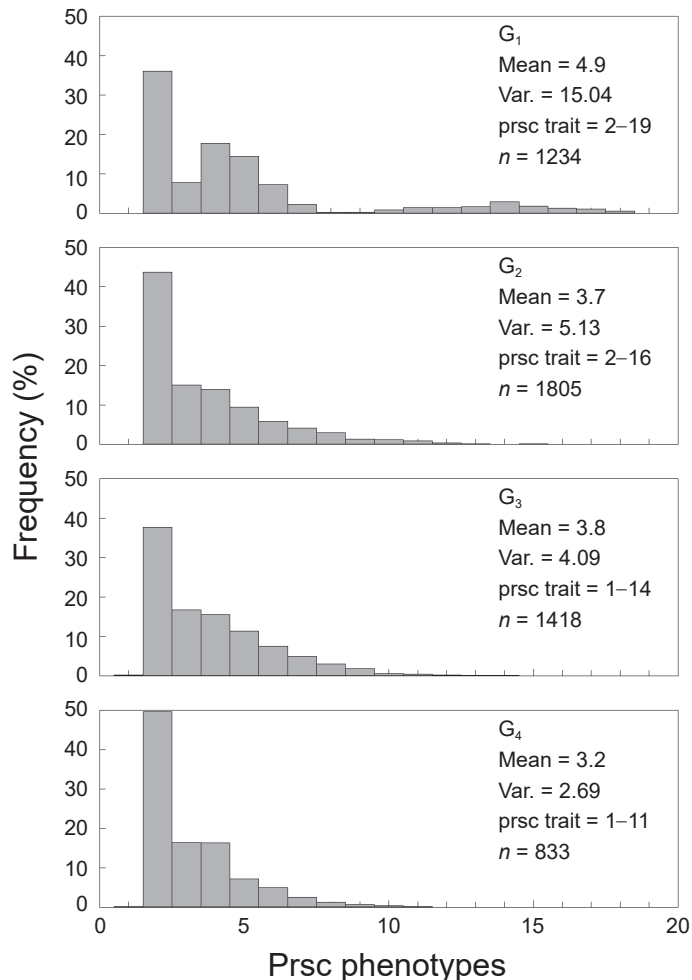 Frequency (%)
50
40
30
20
10
0
G₁
Mean = 4.9
Var. = 15.04
prsc trait = 2–19
n = 1234
50
40
30
20
10
0
G₂
Mean = 3.7
Var. = 5.13
prsc trait = 2–16
n = 1805
50
40
30
20
10
0
G₃
Mean = 3.8
Var. = 4.09
prsc trait = 1–14
n = 1418
50
40
30
20
10
0
G₄
Mean = 3.2
Var. = 2.69
prsc trait = 1–11
n = 833
0 5 10 15 20
Prsc phenotypes